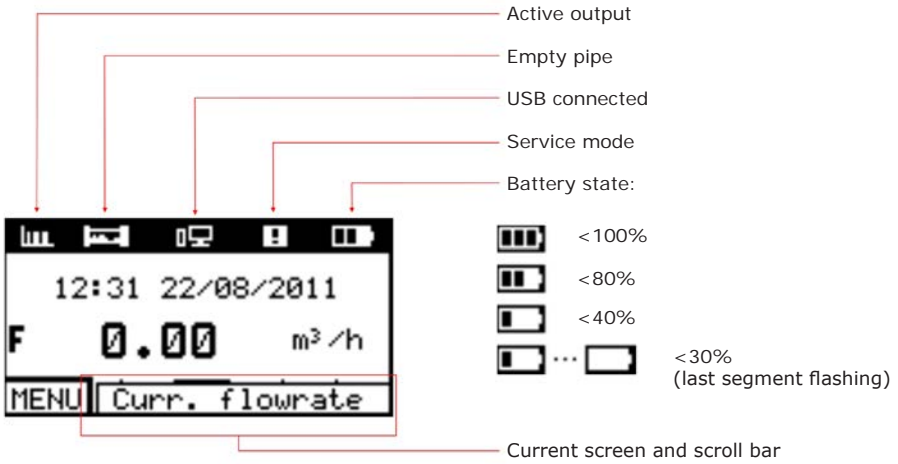 Active output
Empty pipe
USB connected
Service mode
Battery state:
<100%
<80%
<40%
<30%
(last segment flashing)
12:31 22/08/2011
F 0.00 m³/h
MENU Curr. flowrate
Current screen and scroll bar